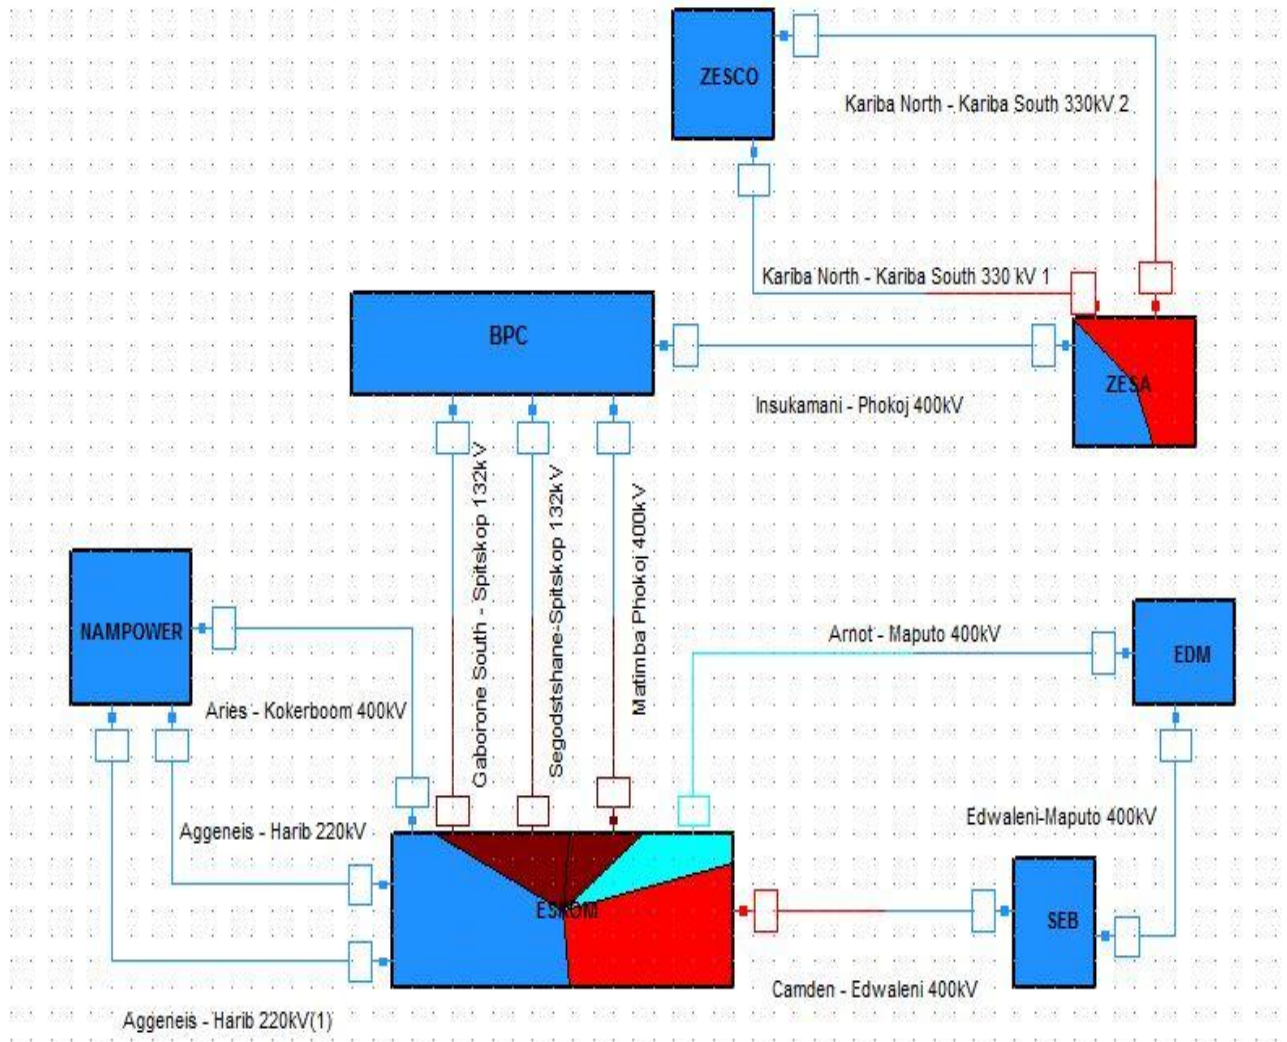 ZESCO
Kariba North - Kariba South 330kV 2
Kariba North - Kariba South 330 kV 1
BPC
ZESA
Insukamani - Phokoj 400kV
Gaborone South - Spitskop 132kV
Segodstshane-Spitskop 132kV
Matimba Phokoj 400kV
NAMPOWER
Arnot - Maputo 400kV
EDM
Aries - Kokerboom 400kV
Aggeneis - Harib 220kV
Edwaleni-Maputo 400kV
ESKOM
SEB
Camden - Edwaleni 400kV
Aggeneis - Harib 220kV(1)